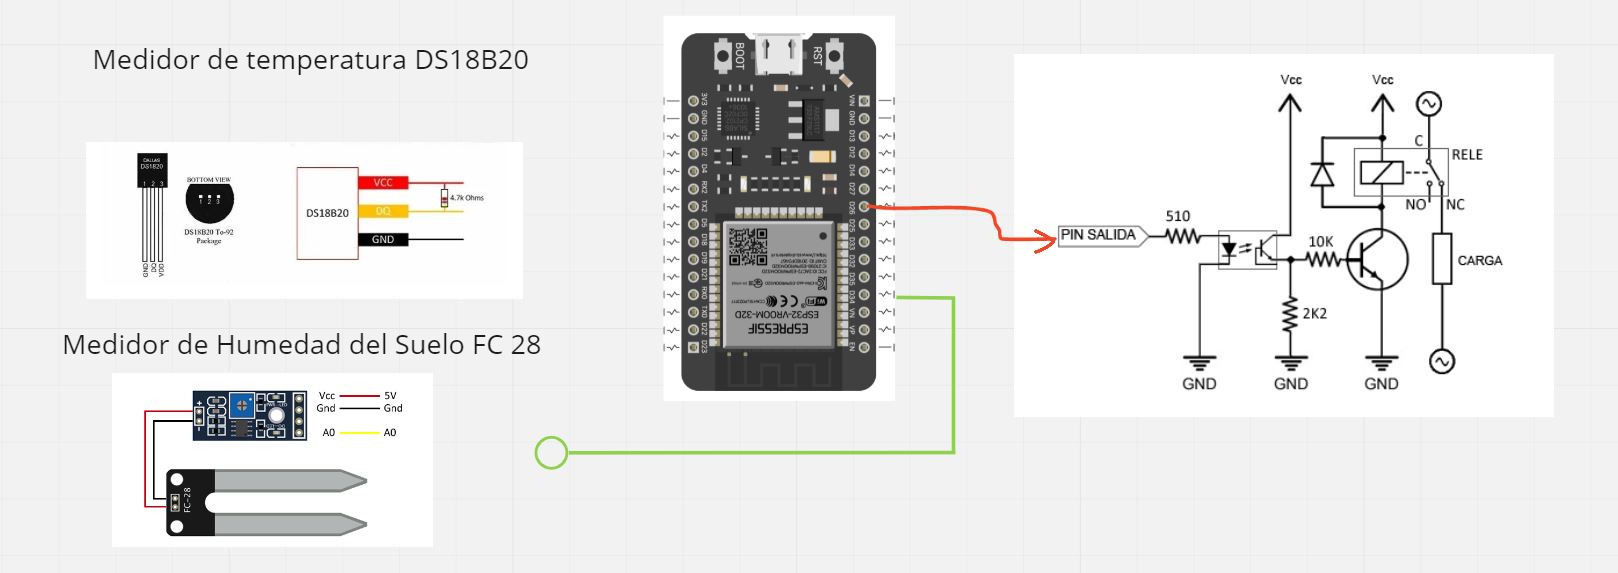 Medidor de temperatura DS18B20
DALLAS
DS1820
1 2 3
GND
DQ
VDD
BOTTOM VIEW
1 2 3
DS18B20 To-92
Package
DS18B20
VCC
DQ
GND
4.7k Ohms
Medidor de Humedad del Suelo FC 28
Vcc 5V
Gnd Gnd
A0 A0
+
-
FC-28
BOOT
RST
3V3
GND
D15
D2
D4
RX2
TX2
D5
D18
D19
D21
RX0
TX0
D22
D23
VIN
GND
D13
D12
D14
D27
D26
D25
D33
D32
D35
D34
VN
VP
EN
WiFi
CE
ESP32-WROOM-32D
ESPRESSIF
PIN SALIDA
510
Vcc
Vcc
C
RELE
NO
NC
10K
2K2
CARGA
GND
GND
GND